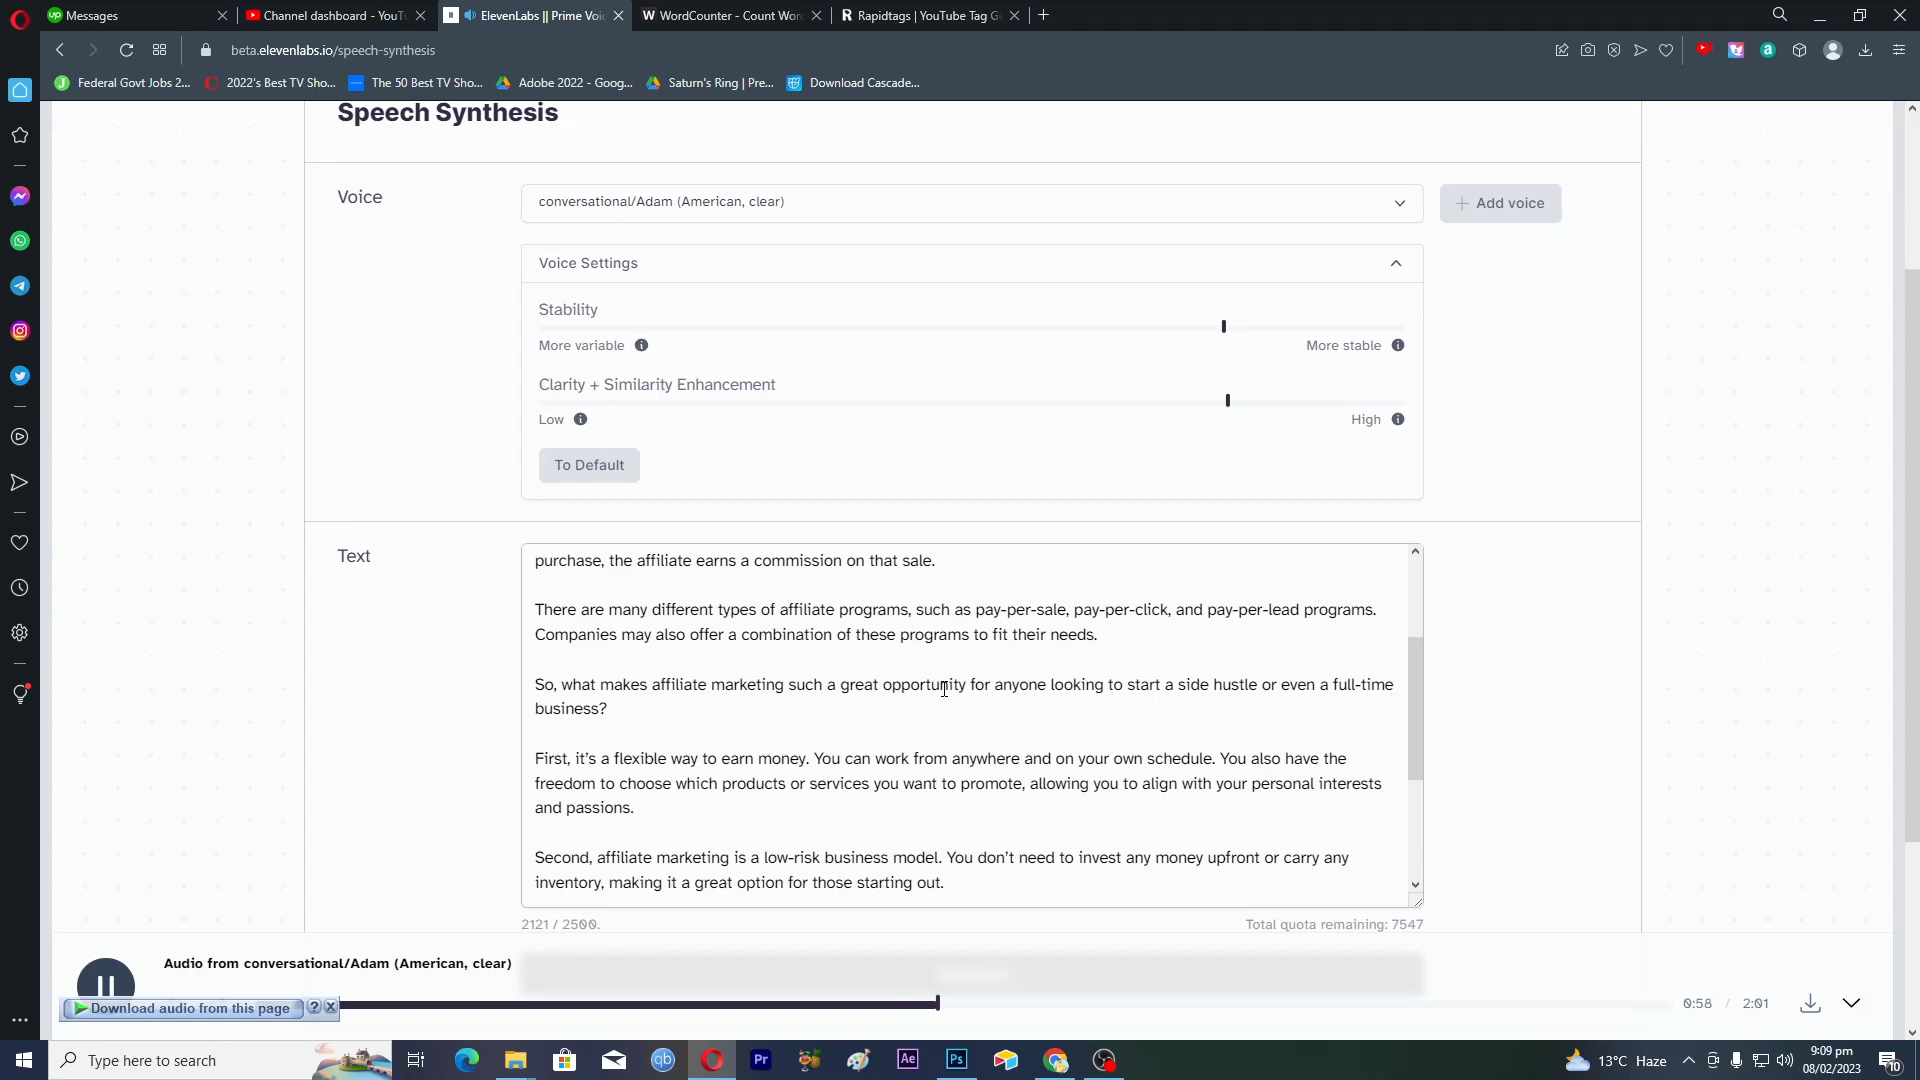 Messages
Channel dashboard - YouT
ElevenLabs || Prime Voi
WordCounter - Count Wor
Rapidtags | YouTube Tag G
beta.elevenlabs.io/speech-synthesis
Federal Govt Jobs 2...
2022's Best TV Sho...
The 50 Best TV Sho...
Adobe 2022 - Goog...
Saturn's Ring | Pre...
Download Cascade...
Speech Synthesis
Voice
conversational/Adam (American, clear)
Add voice
Voice Settings
Stability
More variable
More stable
Clarity + Similarity Enhancement
Low
High
To Default
Text
purchase, the affiliate earns a commission on that sale.
There are many different types of affiliate programs, such as pay-per-sale, pay-per-click, and pay-per-lead programs.
Companies may also offer a combination of these programs to fit their needs.
So, what makes affiliate marketing such a great opportunity for anyone looking to start a side hustle or even a full-time
business?
First, it’s a flexible way to earn money. You can work from anywhere and on your own schedule. You also have the
freedom to choose which products or services you want to promote, allowing you to align with your personal interests
and passions.
Second, affiliate marketing is a low-risk business model. You don’t need to invest any money upfront or carry any
inventory, making it a great option for those starting out.
2121 / 2500.
Total quota remaining: 7547
Audio from conversational/Adam (American, clear)
Download audio from this page
0:58 / 2:01
Type here to search
13°C Haze
9:09 pm
08/02/2023
10